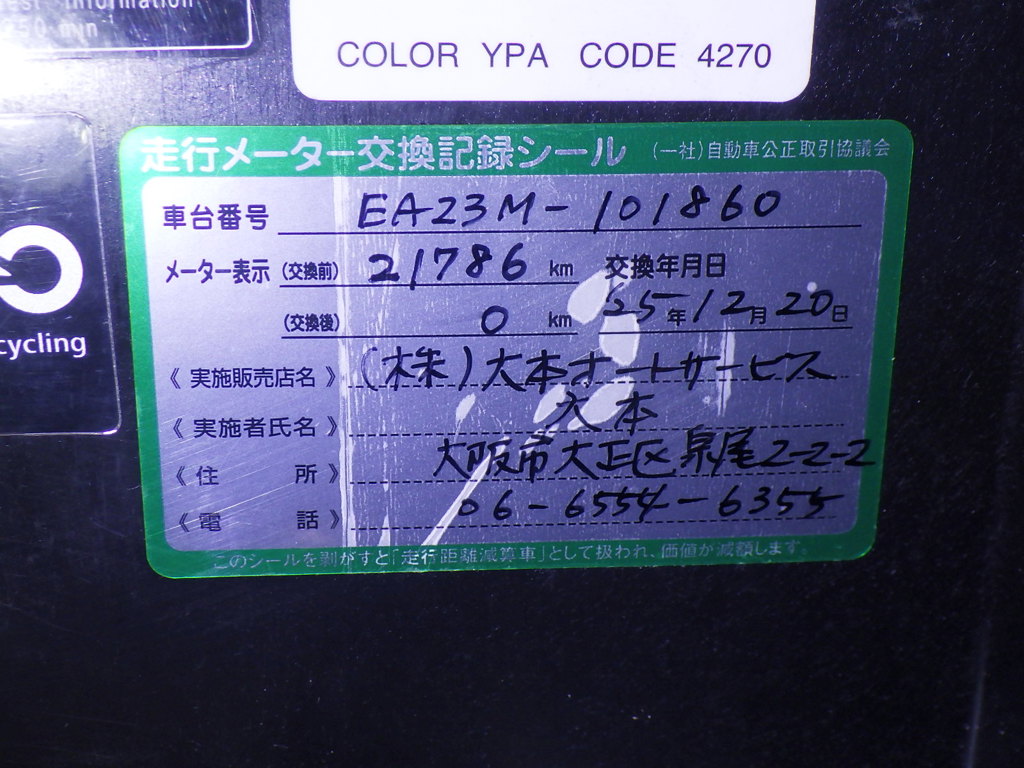 est information
750 min
COLOR YPA CODE 4270
cycling
走行メーター交換記録シール (一社)自動車公正取引協議会
車台番号 EA23M-101860
メーター表示 (交換前) 21786 km 交換年月日
(交換後) 0 km 25年12月20日
《実施販売店名》 (株)大本オートサービス
《実施者氏名》 大本
《住所》 大阪市大正区泉尾2-2-2
《電話》 06-6554-6355
このシールを剥がすと「走行距離減算車」として扱われ、価値が減額します。